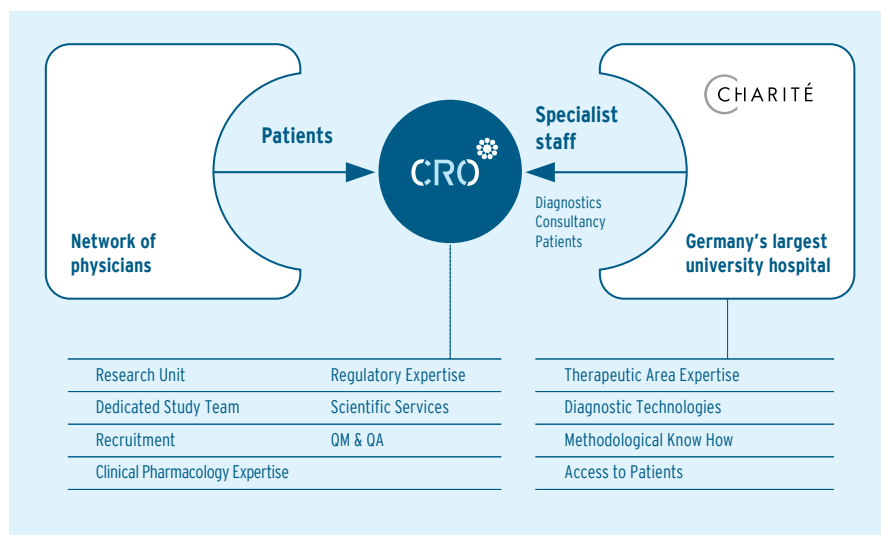 CHARITÉ
Patients
CRO
Specialist
staff
Diagnostics
Consultancy
Patients
Network of
physicians
Germany's largest
university hospital
Research Unit
Regulatory Expertise
Dedicated Study Team
Scientific Services
Recruitment
QM & QA
Clinical Pharmacology Expertise
Therapeutic Area Expertise
Diagnostic Technologies
Methodological Know How
Access to Patients